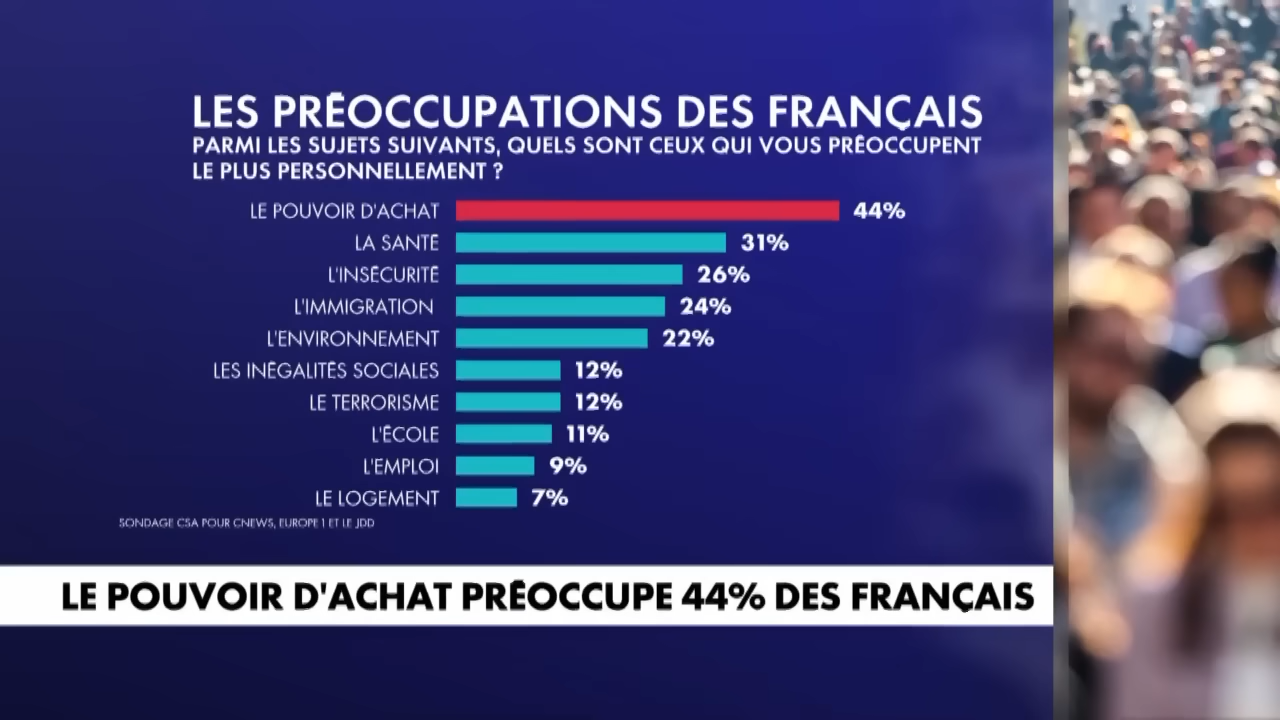 LES PRÉOCCUPATIONS DES FRANÇAIS
PARMI LES SUJETS SUIVANTS, QUELS SONT CEUX QUI VOUS PRÉOCCUPENT
LE PLUS PERSONNELLEMENT ?
LE POUVOIR D'ACHAT 44%
LA SANTÉ 31%
L'INSÉCURITÉ 26%
L'IMMIGRATION 24%
L'ENVIRONNEMENT 22%
LES INÉGALITÉS SOCIALES 12%
LE TERRORISME 12%
L'ÉCOLE 11%
L'EMPLOI 9%
LE LOGEMENT 7%
SONDAGE CSA POUR CNEWS, EUROPE 1 ET LE JDD
LE POUVOIR D'ACHAT PRÉOCCUPE 44% DES FRANÇAIS